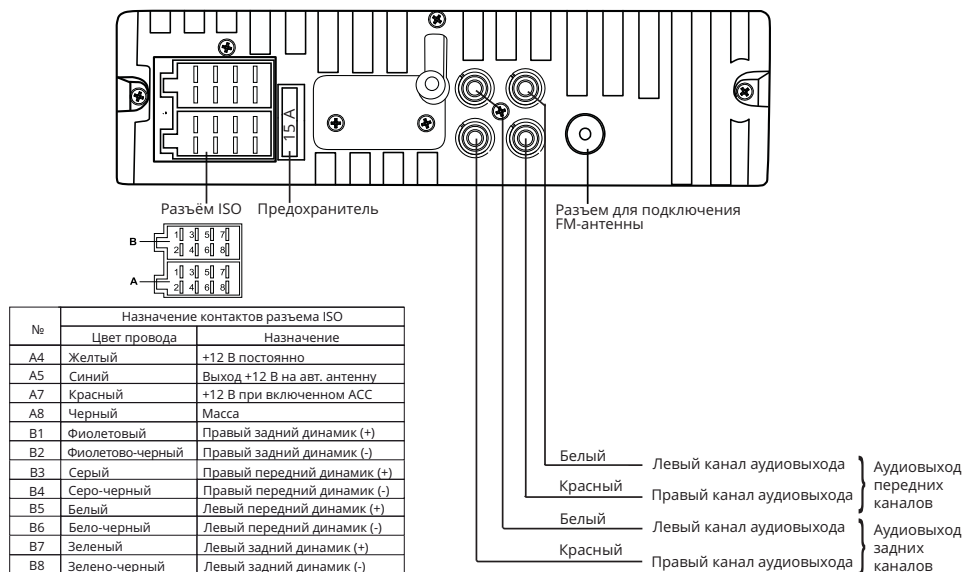 15 A
Разъём ISO
Предохранитель
Разъем для подключения
FM-антенны
B
1 3 5 7
2 4 6 8
A
1 3 5 7
2 4 6 8
№
Назначение контактов разъема ISO
Цвет провода
Назначение
A4 Желтый +12 В постоянно
A5 Синий Выход +12 В на авт. антенну
A7 Красный +12 В при включенном ACC
A8 Черный Масса
B1 Фиолетовый Правый задний динамик (+)
B2 Фиолетово-черный Правый задний динамик (-)
B3 Серый Правый передний динамик (+)
B4 Серо-черный Правый передний динамик (-)
B5 Белый Левый передний динамик (+)
B6 Бело-черный Левый передний динамик (-)
B7 Зеленый Левый задний динамик (+)
B8 Зелено-черный Левый задний динамик (-)
Белый Левый канал аудиовыхода
Красный Правый канал аудиовыхода
Аудиовыход
передних
каналов
Белый Левый канал аудиовыхода
Красный Правый канал аудиовыхода
Аудиовыход
задних
каналов